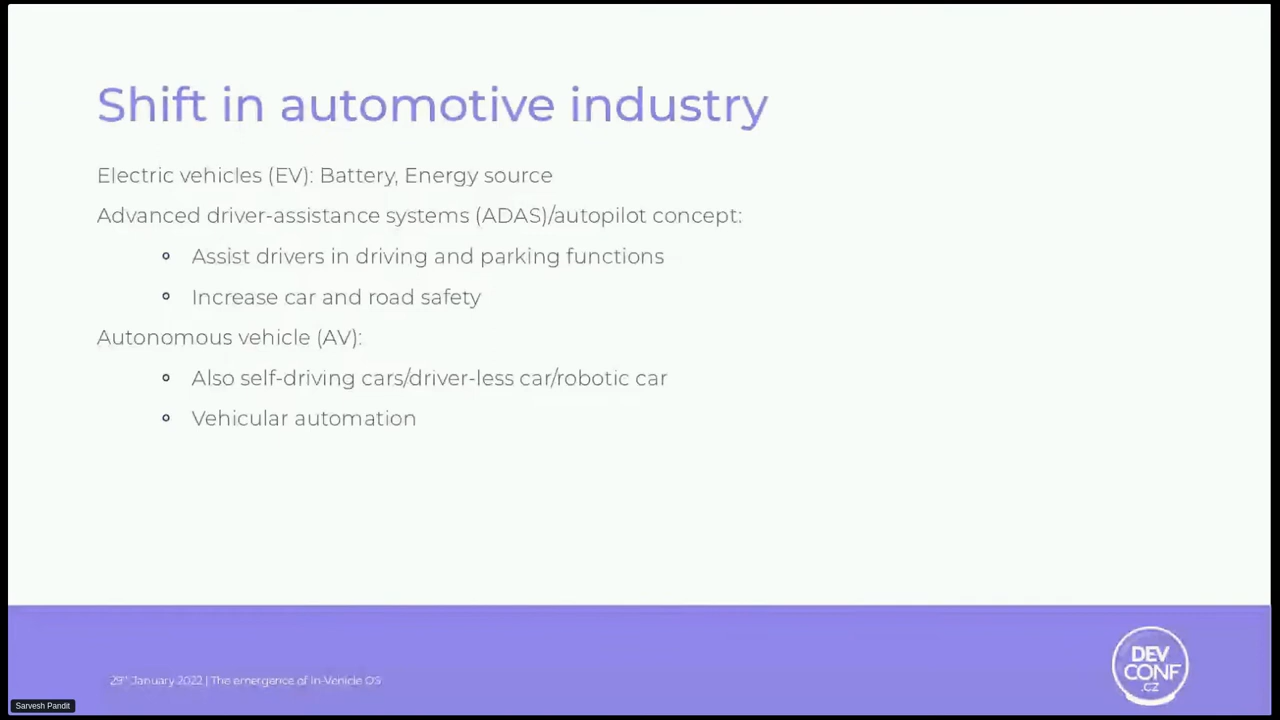 Shift in automotive industry
Electric vehicles (EV): Battery, Energy source
Advanced driver-assistance systems (ADAS)/autopilot concept:
Assist drivers in driving and parking functions
Increase car and road safety
Autonomous vehicle (AV):
Also self-driving cars/driver-less car/robotic car
Vehicular automation
29th January 2022 | The emergence of In-Vehicle OS
DEV
CONF
.CZ
Sarvesh Pandit